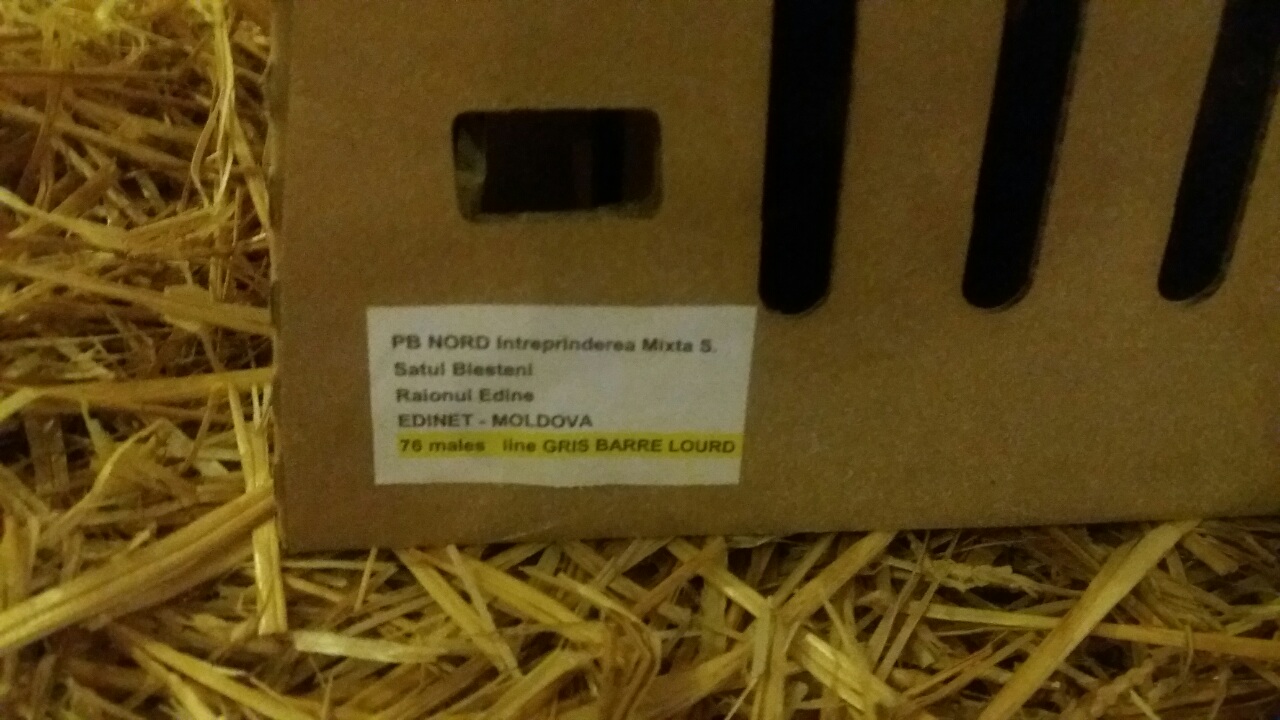 PB NORD Intreprinderea Mixta S.
Satul Blesteni
Raionul Edine
EDINET - MOLDOVA
76 males line GRIS BARRE LOURD